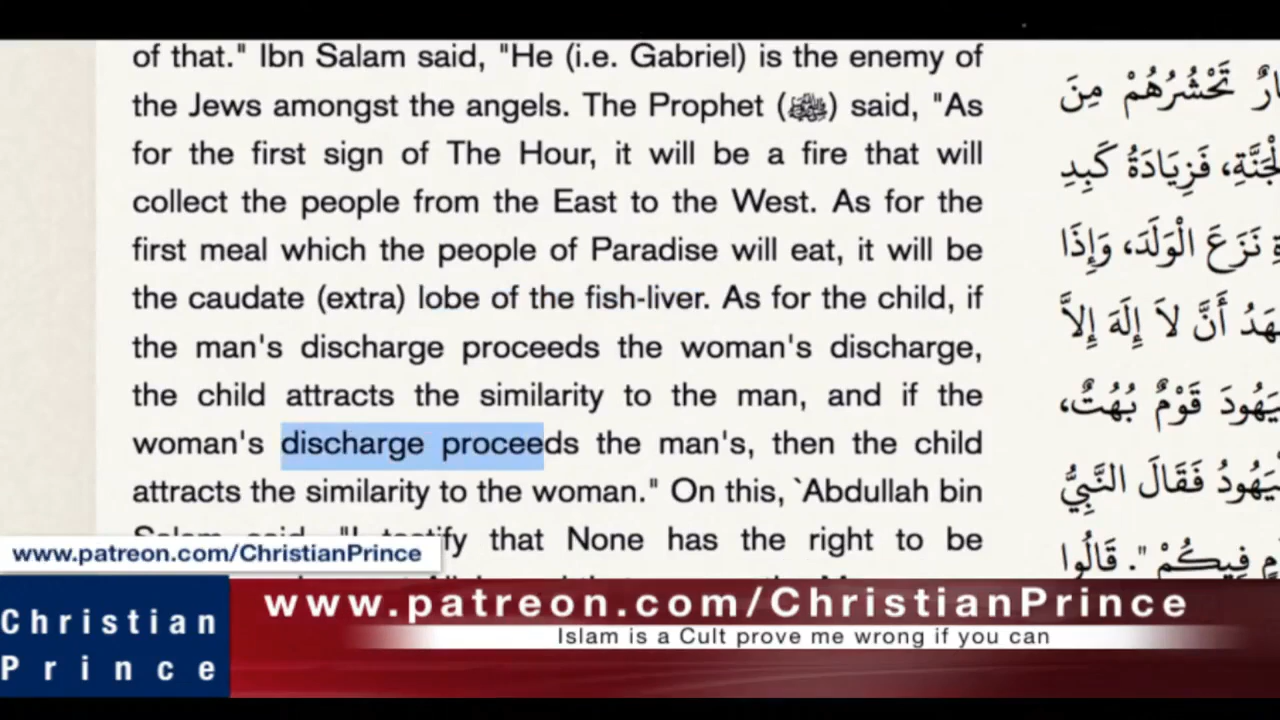 of that." Ibn Salam said, "He (i.e. Gabriel) is the enemy of
the Jews amongst the angels. The Prophet (ﷺ) said, "As
for the first sign of The Hour, it will be a fire that will
collect the people from the East to the West. As for the
first meal which the people of Paradise will eat, it will be
the caudate (extra) lobe of the fish-liver. As for the child, if
the man's discharge proceeds the woman's discharge,
the child attracts the similarity to the man, and if the
woman's discharge proceeds the man's, then the child
attracts the similarity to the woman." On this, `Abdullah bin
Salam said, "I testify that None has the right to be
تَحْشُرُهُمْ مِنَ
الْجَنَّةِ، فَزِيَادَةُ كَبِدِ
نَزَعَ الْوَلَدَ، وَإِذَا
أَنَّ لاَ إِلَهَ إِلاَّ
قَوْمٌ بُهُتٌ،
فَقَالَ النَّبِيُّ
فِيكُمْ ‏"‏‏.‏ قَالُوا
www.patreon.com/ChristianPrince
Christian
Prince
www.patreon.com/ChristianPrince
Islam is a Cult prove me wrong if you can